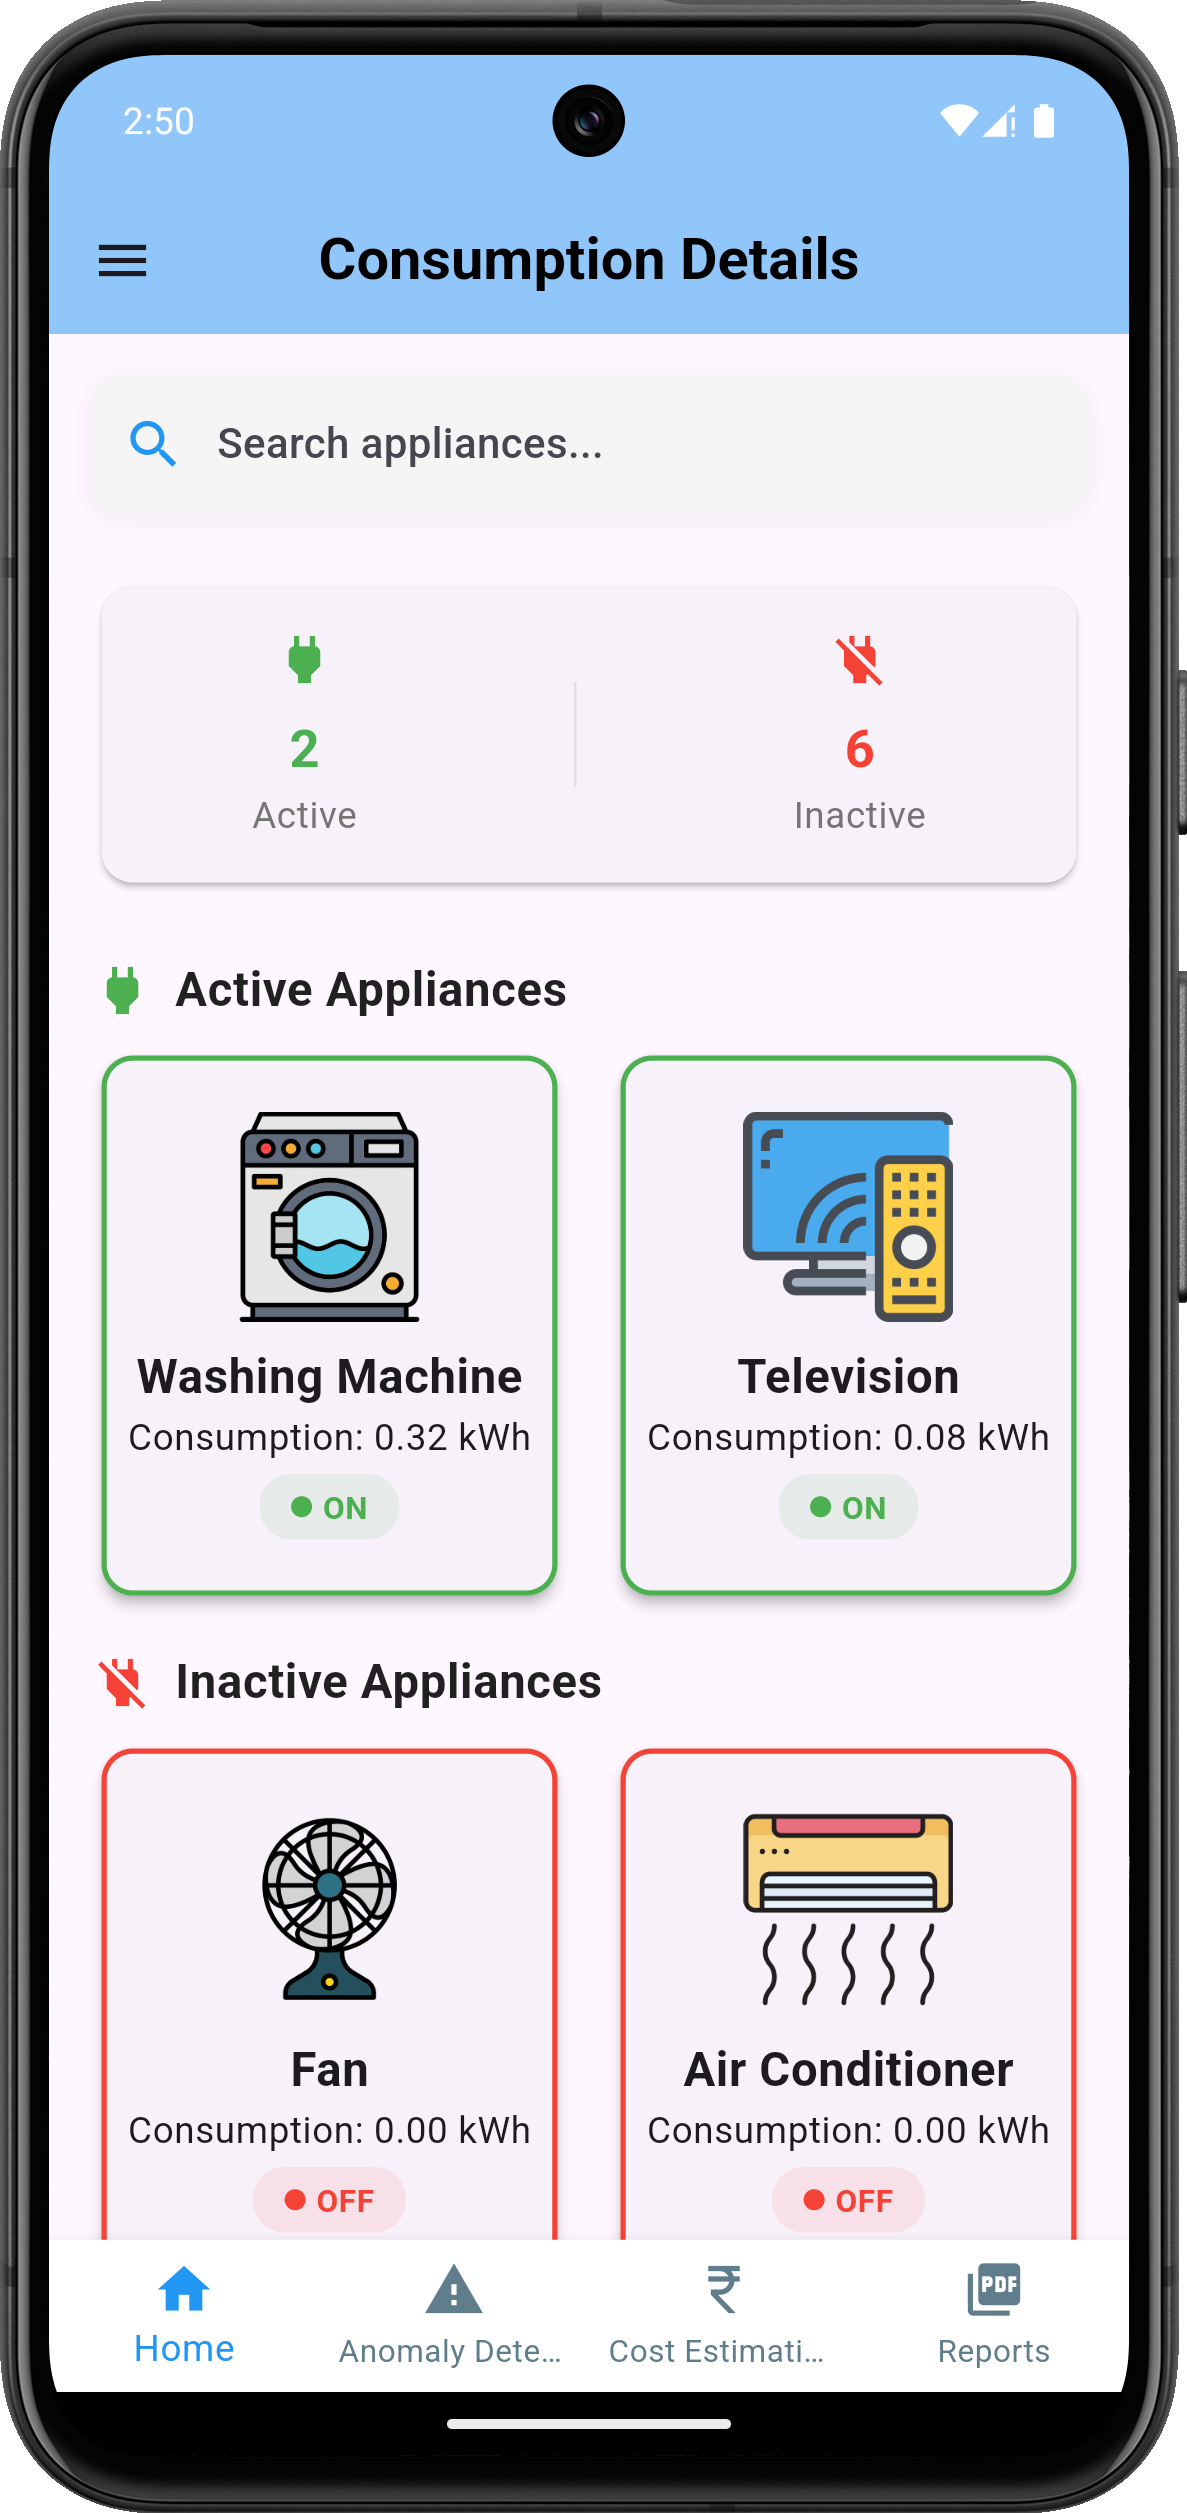 2:50
Consumption Details
Search appliances...
2
6
Active
Inactive
Active Appliances
Washing Machine
Consumption: 0.32 kWh
ON
Television
Consumption: 0.08 kWh
ON
Inactive Appliances
Fan
Consumption: 0.00 kWh
OFF
Air Conditioner
Consumption: 0.00 kWh
OFF
Home
Anomaly Dete...
₹
Cost Estimati...
PDF
Reports